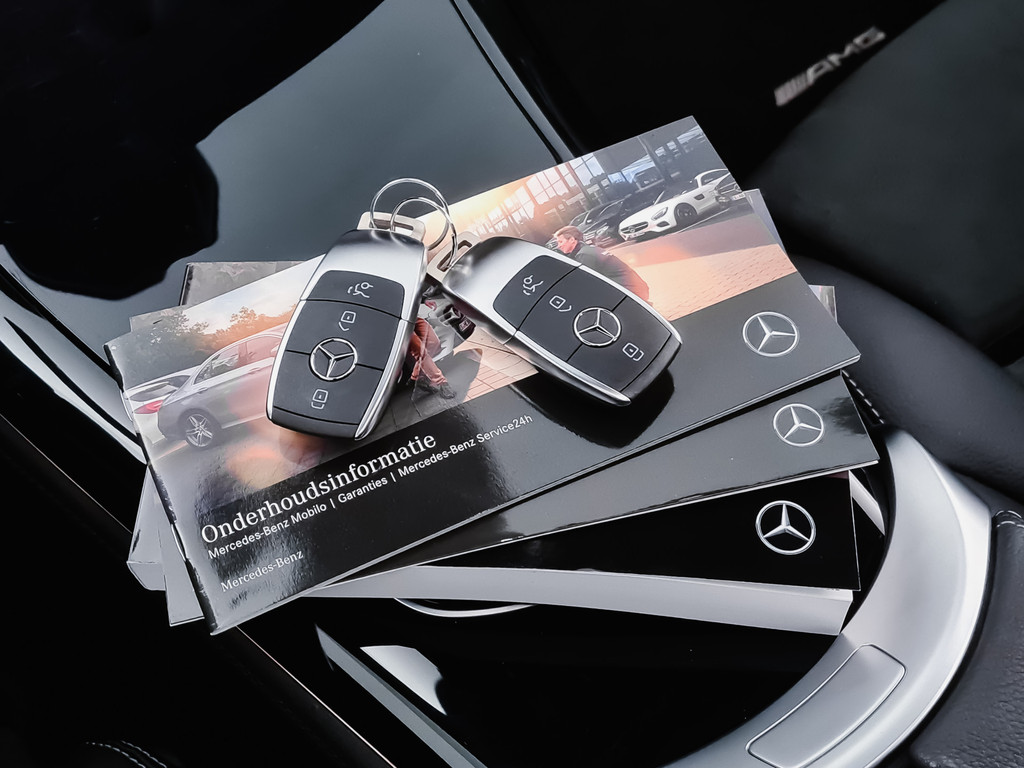 AMG
Onderhoudsinformatie
Mercedes-Benz Mobilo | Garanties | Mercedes-Benz Service24h
Mercedes-Benz